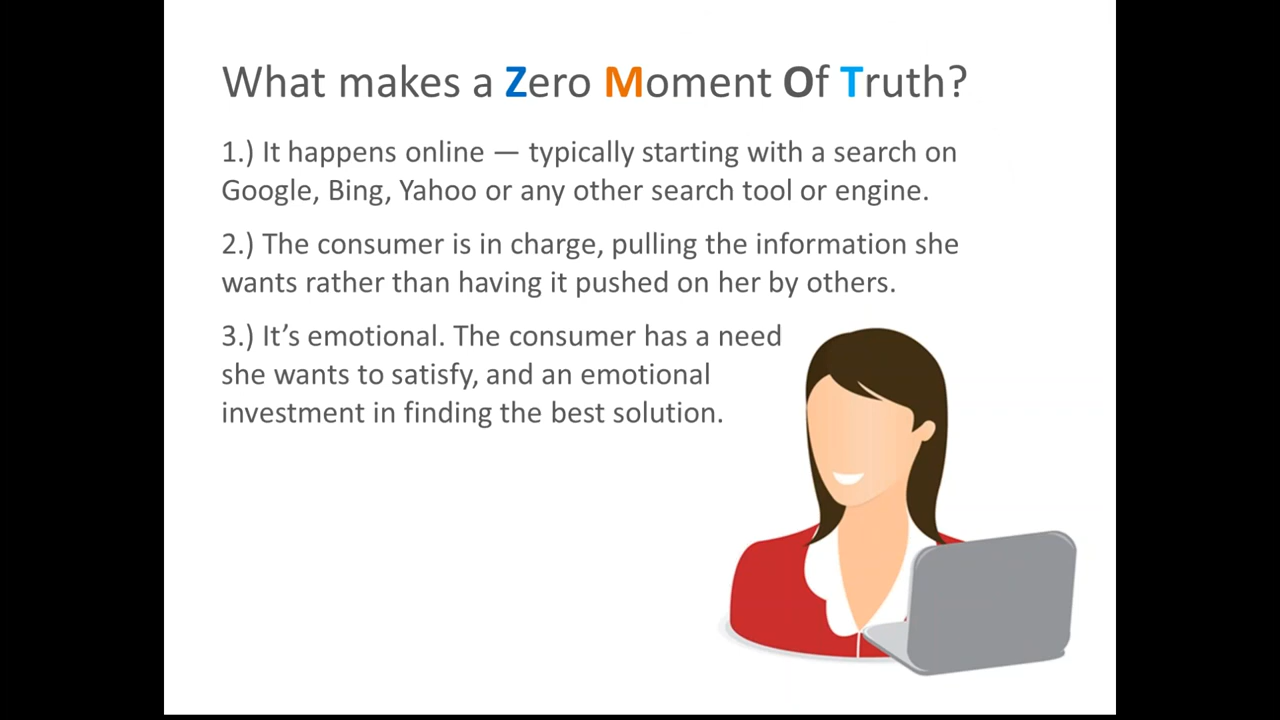 What makes a Zero Moment Of Truth?
1.) It happens online — typically starting with a search on
Google, Bing, Yahoo or any other search tool or engine.
2.) The consumer is in charge, pulling the information she
wants rather than having it pushed on her by others.
3.) It’s emotional. The consumer has a need
she wants to satisfy, and an emotional
investment in finding the best solution.